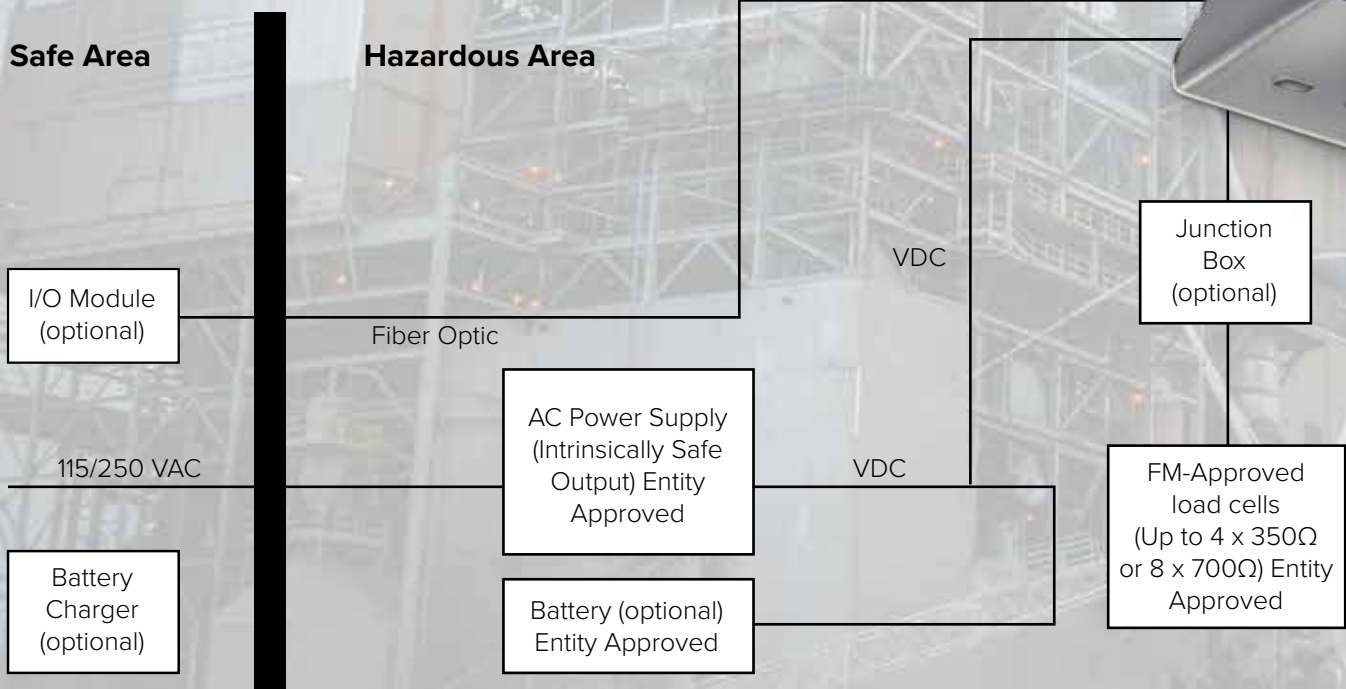 Safe Area
Hazardous Area
VDC
Junction
Box
(optional)
I/O Module
(optional)
Fiber Optic
AC Power Supply
(Intrinsically Safe
Output) Entity
Approved
115/250 VAC
VDC
FM-Approved
load cells
(Up to 4 x 350Ω
or 8 x 700Ω) Entity
Approved
Battery
Charger
(optional)
Battery (optional)
Entity Approved